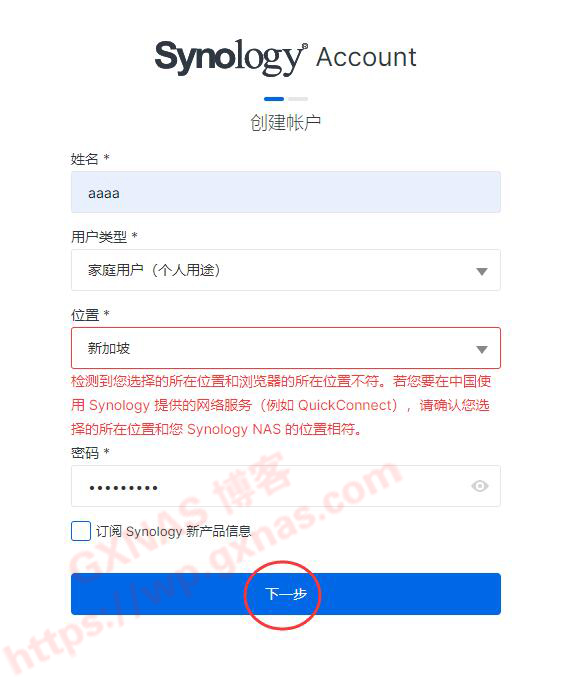 Synology® Account
创建帐户
姓名 *
aaaa
用户类型 *
家庭用户（个人用途）
位置 *
新加坡
检测到您选择的所在位置和浏览器的所在位置不符。若您要在中国使
用 Synology 提供的网络服务（例如 QuickConnect），请确认您选
择的所在位置和您 Synology NAS 的位置相符。
密码 *
•••••••••
订阅 Synology 新产品信息
下一步
GXNAS 博客
https://wp.gxnas.com